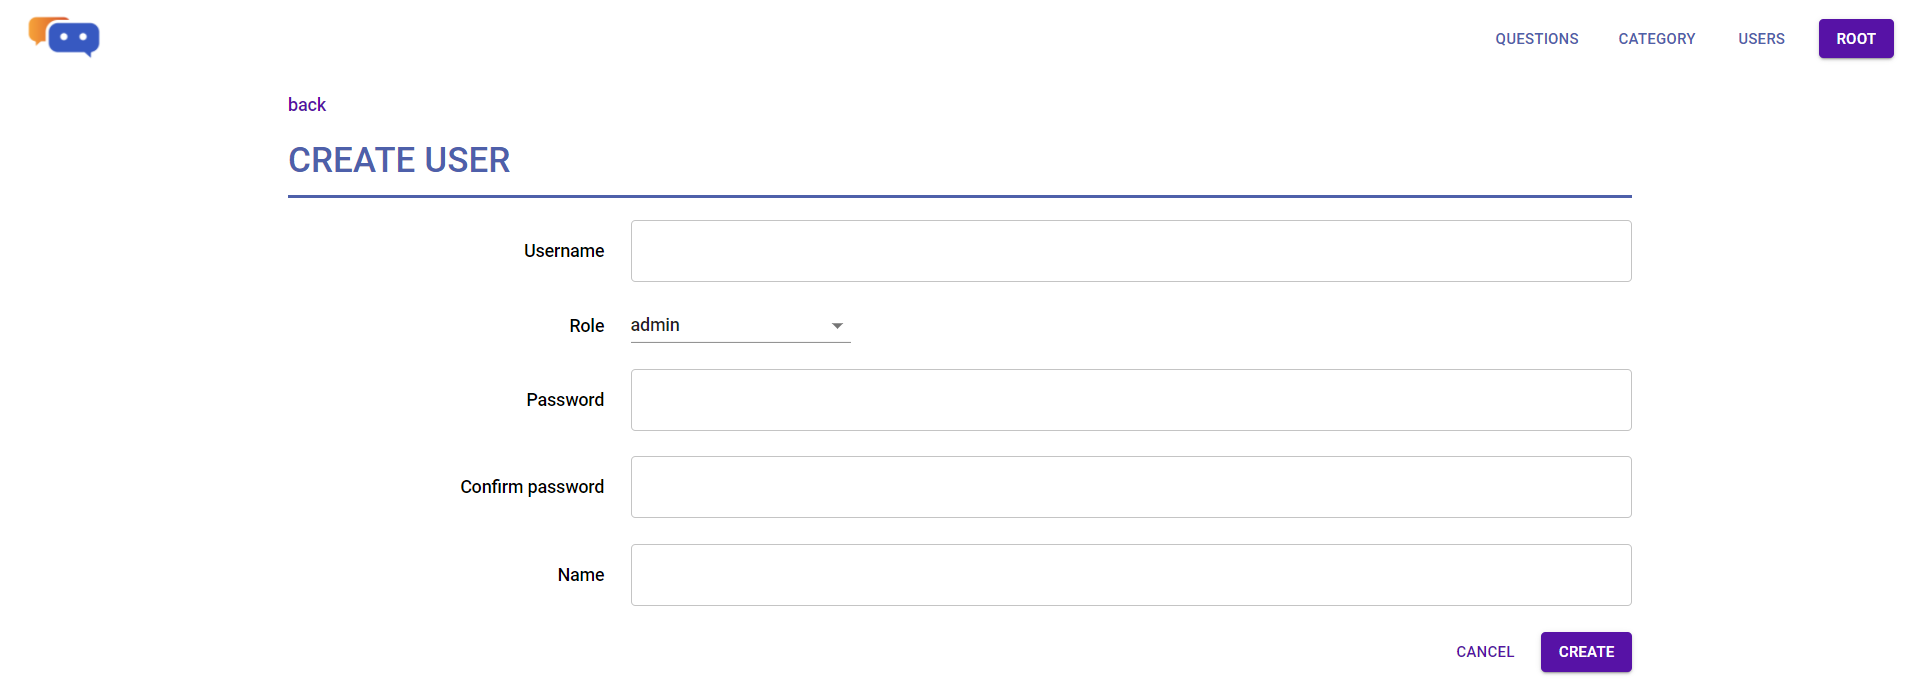 QUESTIONS CATEGORY USERS ROOT
back
CREATE USER
Username
Role admin
Password
Confirm password
Name
CANCEL CREATE